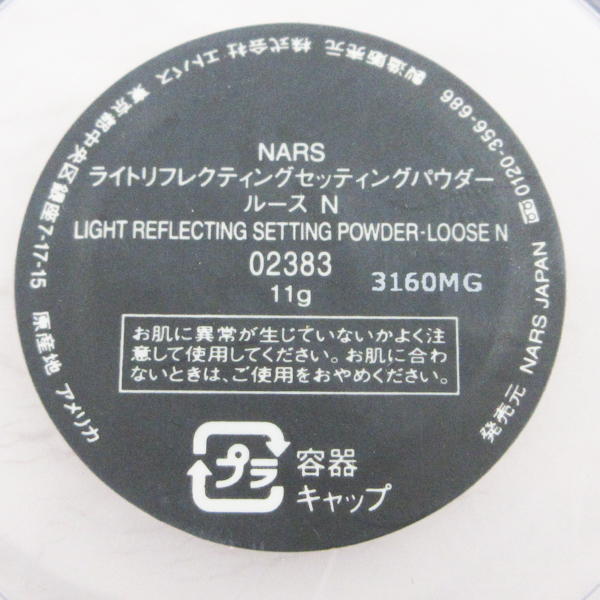 NARS
ライトリフレクティングセッティングパウダー
ルース N
LIGHT REFLECTING SETTING POWDER-LOOSE N
02383
11g
3160MG
お肌に異常が生じていないかよく注
意して使用してください。お肌に合わ
ないときは、ご使用をおやめください。
プラ
容器
キャップ
製造販売元 株式会社 エトバス 東京都中央区銀座7-17-15 原産地 アメリカ
発売元 NARS JAPAN 0120-356-686